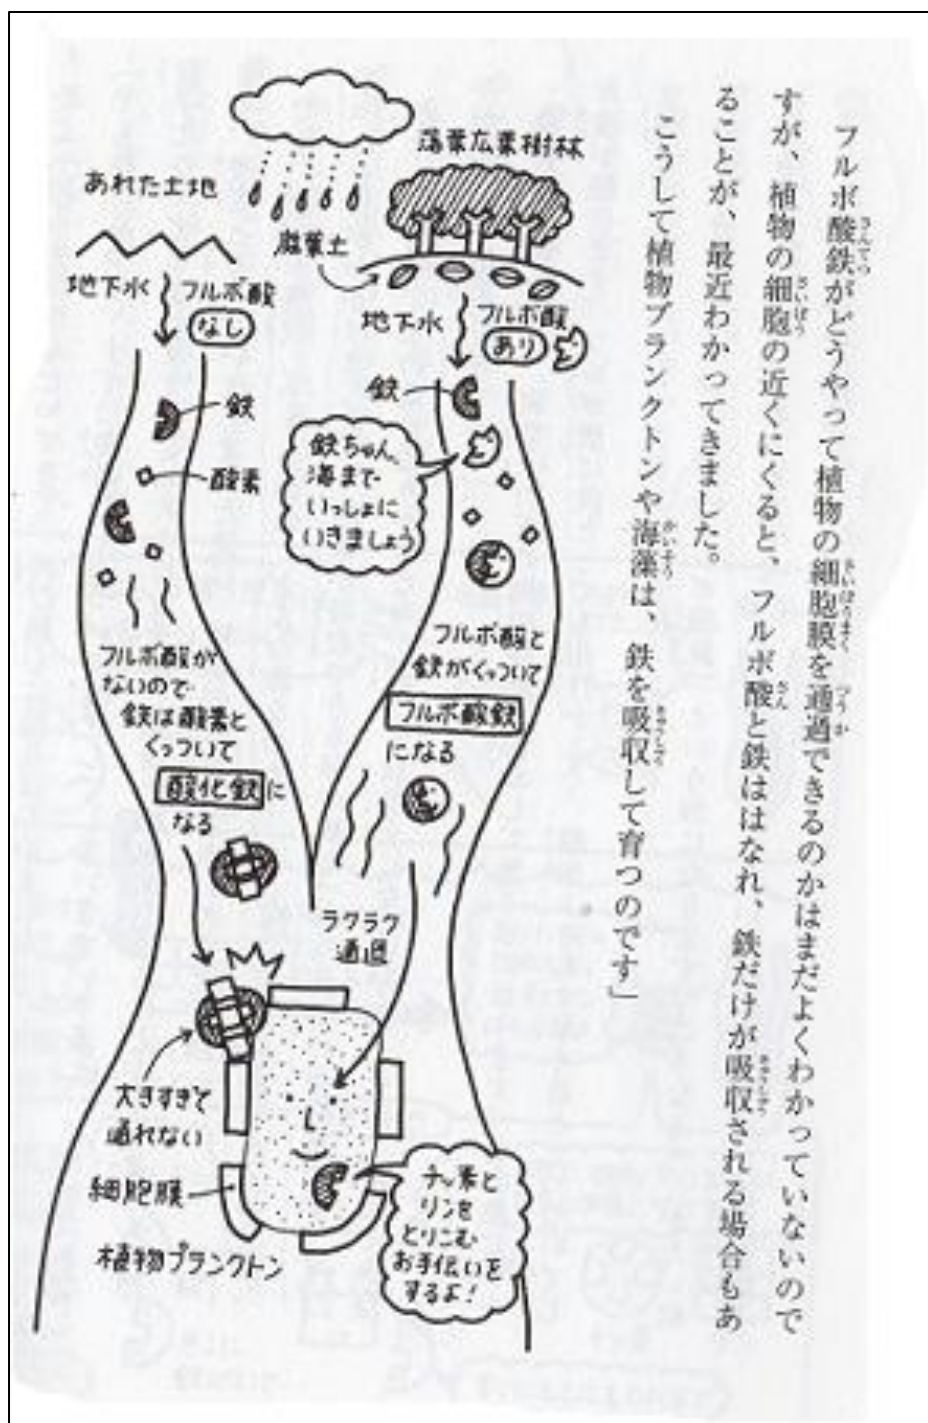 フルボ酸鉄がどうやって植物の細胞膜を通過できるのかはまだよくわかっていないので
すが、植物の細胞の近くにくると、フルボ酸と鉄ははなれ、鉄だけが吸収される場合もあ
ることが、最近わかってきました。
こうして植物プランクトンや海藻は、鉄を吸収して育つのです」
落葉広葉樹林
あれた土地
腐葉土
地下水
フルボ酸
なし
地下水
フルボ酸
あり
鉄
鉄
酸素
鉄ちゃん、
海まで
いっしょに
いきましょう
フルボ酸が
ないので
鉄は酸素と
くっついて
酸化鉄に
なる
フルボ酸と
鉄がくっついて
フルボ酸鉄
になる
ラクラク
通過
大きすぎて
通れない
細胞膜
植物プランクトン
チッ素と
リンを
とりこむ
お手伝いを
するよ!